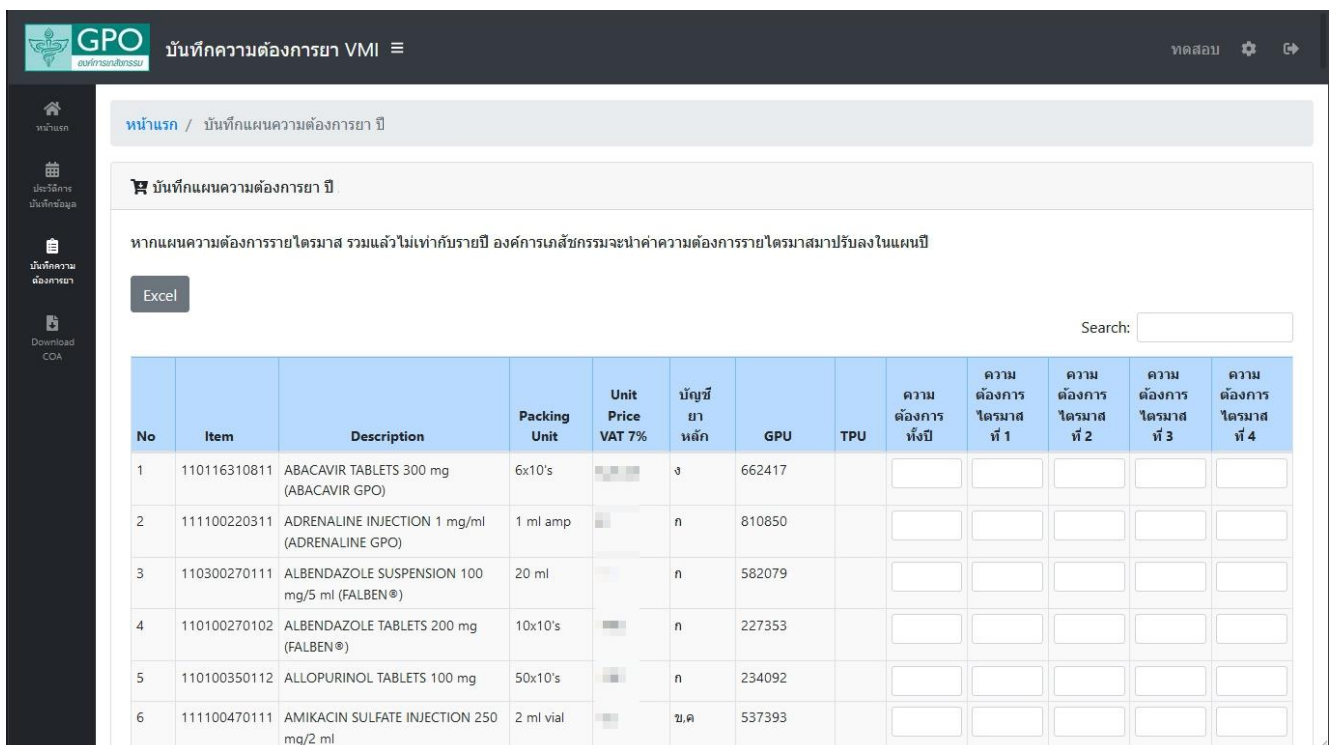 GPO
องค์การเภสัชกรรม
บันทึกความต้องการยา VMI
ทดสอบ
หน้าแรก
ประวัติการ
บันทึกข้อมูล
บันทึกความ
ต้องการยา
Download
COA
หน้าแรก / บันทึกแผนความต้องการยา ปี
บันทึกแผนความต้องการยา ปี
หากแผนความต้องการรายไตรมาส รวมแล้วไม่เท่ากับรายปี องค์การเภสัชกรรมจะนำค่าความต้องการรายไตรมาสมาปรับลงในแผนปี
Excel
Search:
No
Item
Description
Packing
Unit
Unit
Price
VAT 7%
บัญชี
ยา
หลัก
GPU
TPU
ความ
ต้องการ
ทั้งปี
ความ
ต้องการ
ไตรมาส
ที่ 1
ความ
ต้องการ
ไตรมาส
ที่ 2
ความ
ต้องการ
ไตรมาส
ที่ 3
ความ
ต้องการ
ไตรมาส
ที่ 4
1 110116310811 ABACAVIR TABLETS 300 mg 6x10's ง 662417
(ABACAVIR GPO)
2 111100220311 ADRENALINE INJECTION 1 mg/ml 1 ml amp ก 810850
(ADRENALINE GPO)
3 110300270111 ALBENDAZOLE SUSPENSION 100 20 ml ก 582079
mg/5 ml (FALBEN®)
4 110100270102 ALBENDAZOLE TABLETS 200 mg 10x10's ก 227353
(FALBEN®)
5 110100350112 ALLOPURINOL TABLETS 100 mg 50x10's ก 234092
6 111100470111 AMIKACIN SULFATE INJECTION 250 2 ml vial ข,ค 537393
mg/2 ml